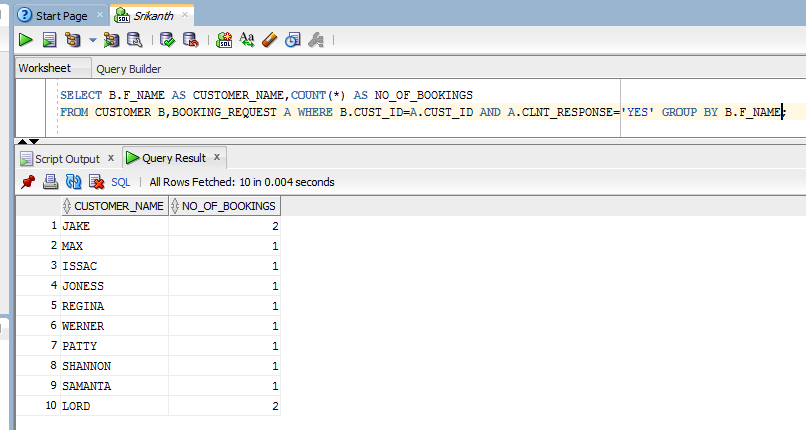 Start Page × Srikanth ×
SQL Aa
Worksheet Query Builder
SELECT B.F_NAME AS CUSTOMER_NAME,COUNT(*) AS NO_OF_BOOKINGS
FROM CUSTOMER B,BOOKING_REQUEST A WHERE B.CUST_ID=A.CUST_ID AND A.CLNT_RESPONSE='YES' GROUP BY B.F_NAME;
Script Output × Query Result ×
SQL All Rows Fetched: 10 in 0.004 seconds
CUSTOMER_NAME NO_OF_BOOKINGS
1 JAKE 2
2 MAX 1
3 ISSAC 1
4 JONESS 1
5 REGINA 1
6 WERNER 1
7 PATTY 1
8 SHANNON 1
9 SAMANTA 1
10 LORD 2